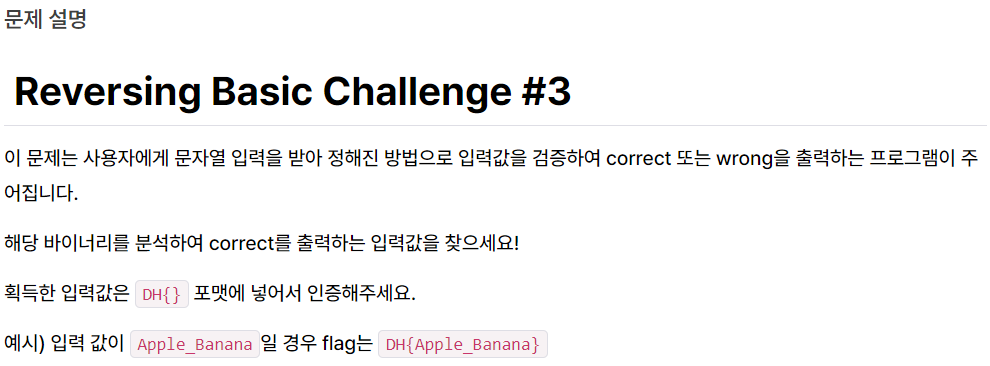 문제 설명
Reversing Basic Challenge #3
이 문제는 사용자에게 문자열 입력을 받아 정해진 방법으로 입력값을 검증하여 correct 또는 wrong을 출력하는 프로그램이 주
어집니다.
해당 바이너리를 분석하여 correct를 출력하는 입력값을 찾으세요!
획득한 입력값은 DH{} 포맷에 넣어서 인증해주세요.
예시) 입력 값이 Apple_Banana일 경우 flag는 DH{Apple_Banana}